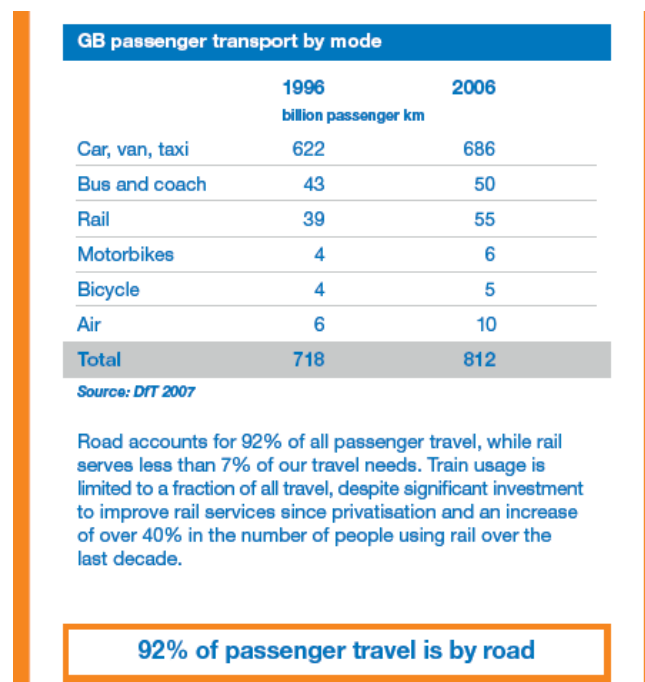 GB passenger transport by mode
1996 2006
billion passenger km
Car, van, taxi 622 686
Bus and coach 43 50
Rail 39 55
Motorbikes 4 6
Bicycle 4 5
Air 6 10
Total 718 812
Source: DfT 2007
Road accounts for 92% of all passenger travel, while rail
serves less than 7% of our travel needs. Train usage is
limited to a fraction of all travel, despite significant investment
to improve rail services since privatisation and an increase
of over 40% in the number of people using rail over the
last decade.
92% of passenger travel is by road